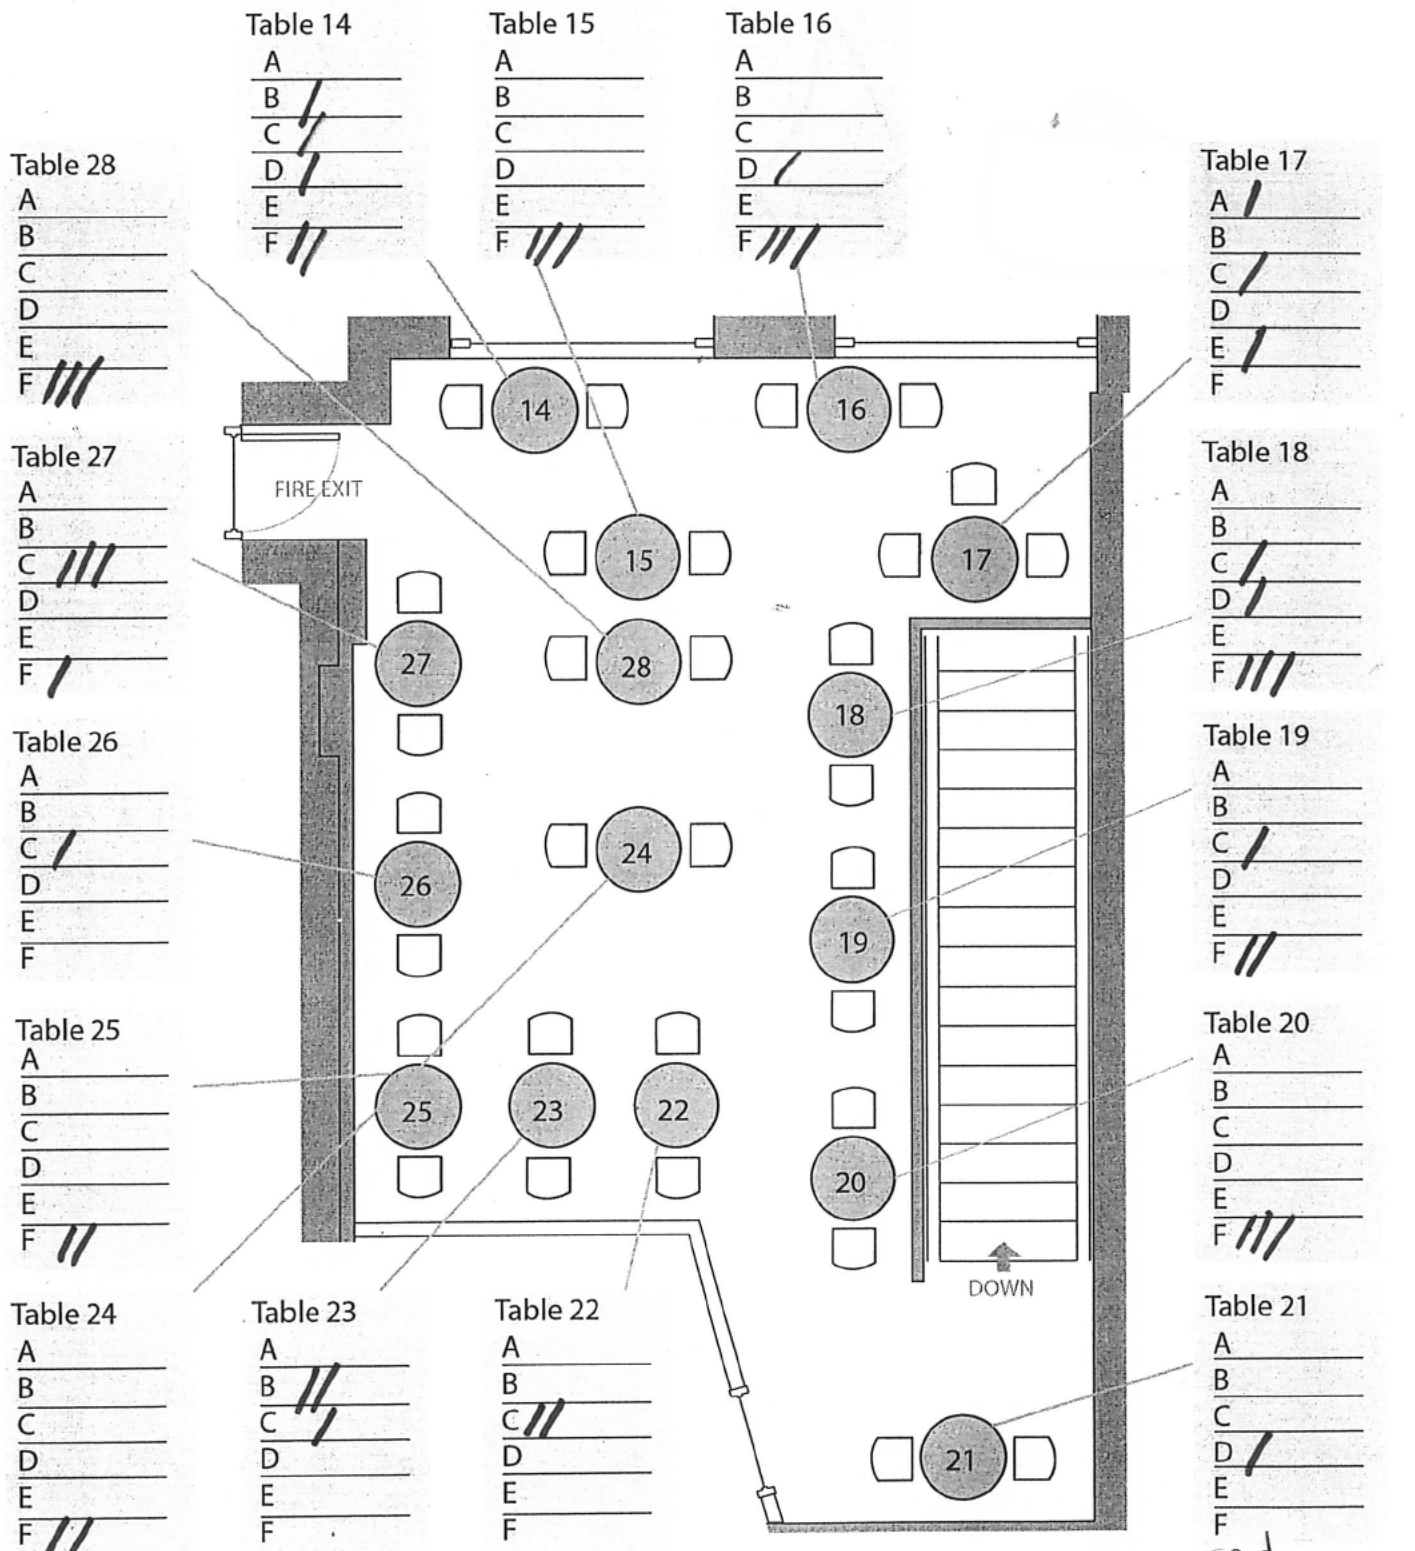 Table 14
A
B /
C /
D /
E
F //
Table 15
A
B
C
D
E
F ///
Table 16
A
B
C
D /
E
F ///
Table 28
A
B
C
D
E
F ///
Table 17
A /
B
C /
D
E /
F
Table 27
A
B
C ///
D
E
F /
Table 18
A
B
C /
D /
E
F ///
Table 26
A
B
C /
D
E
F
Table 19
A
B
C /
D
E
F //
Table 25
A
B
C
D
E
F //
Table 20
A
B
C
D
E
F ///
Table 24
A
B
C
D
E
F //
Table 23
A
B //
C /
D
E
F
Table 22
A
B
C //
D
E
F
Table 21
A
B
C
D /
E
F
14
16
FIRE EXIT
15
17
27
28
18
24
26
19
25
23
22
20
DOWN
21